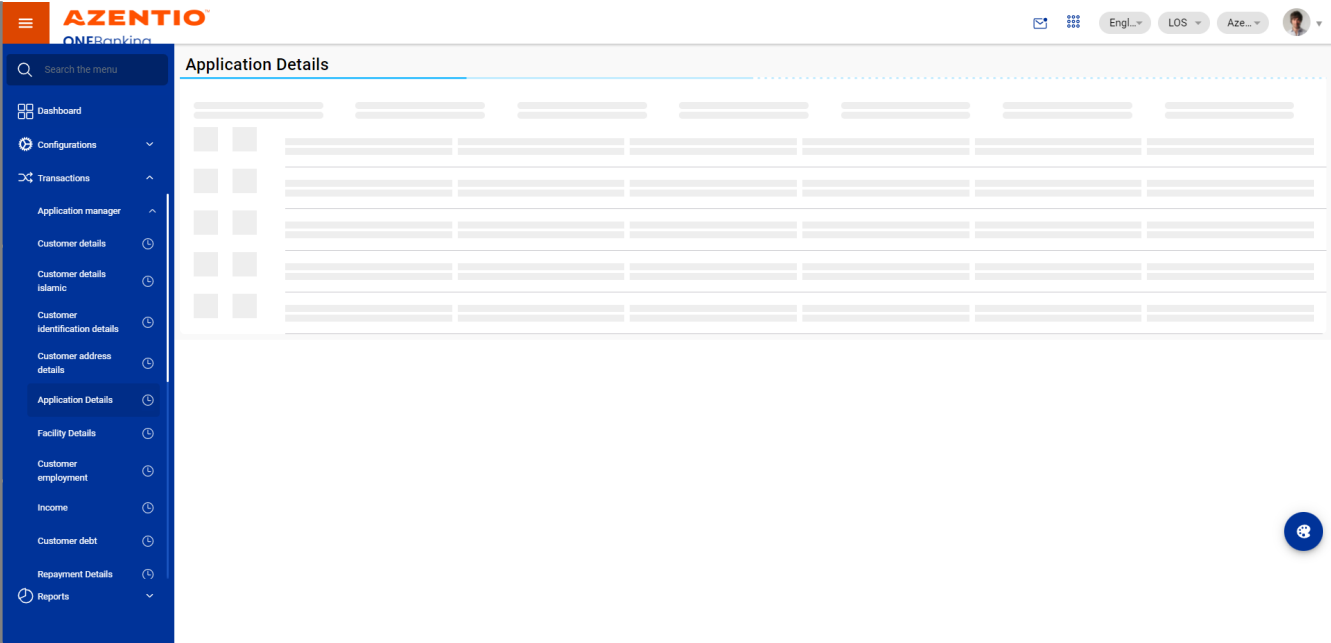 AZENTIO
ONEBanking
Engl...
LOS
Aze...
Search the menu
Application Details
Dashboard
Configurations
Transactions
Application manager
Customer details
Customer details
islamic
Customer
identification details
Customer address
details
Application Details
Facility Details
Customer
employment
Income
Customer debt
Repayment Details
Reports